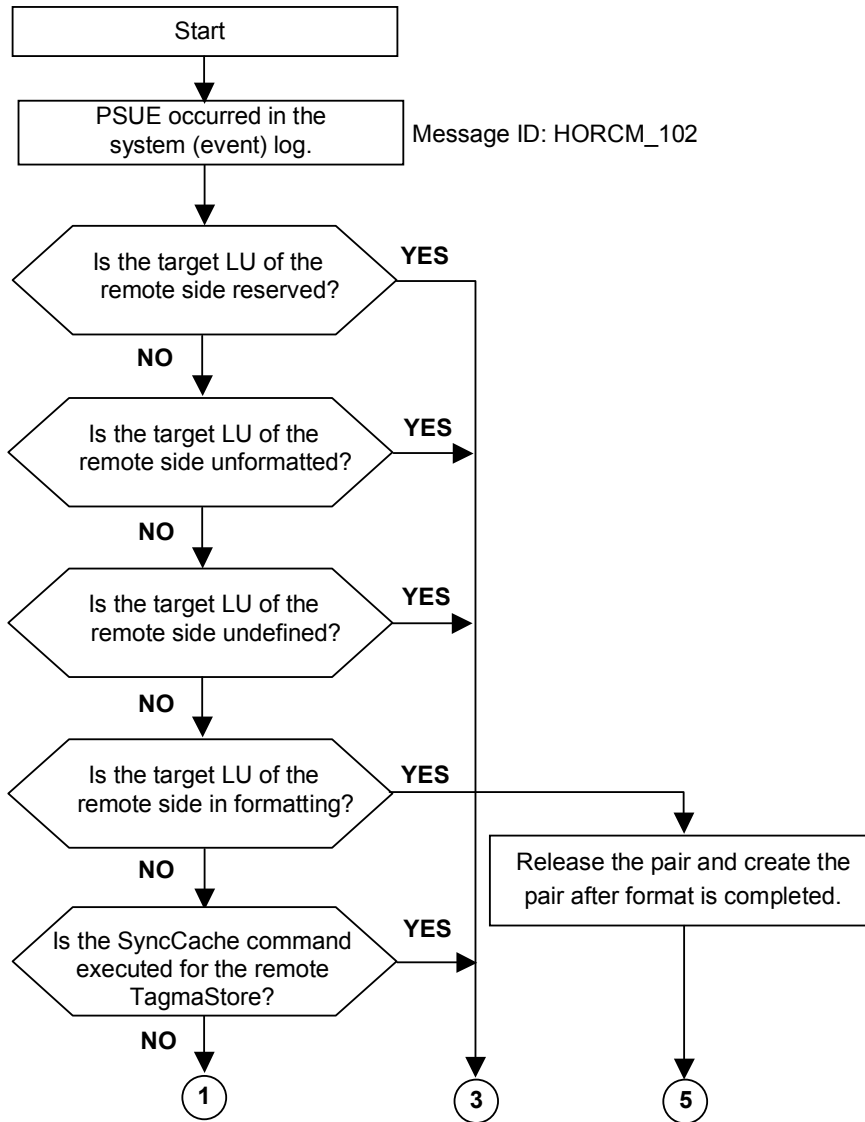 Start
PSUE occurred in the
system (event) log.
Message ID: HORCM_102
Is the target LU of the
remote side reserved?
YES
NO
Is the target LU of the
remote side unformatted?
YES
NO
Is the target LU of the
remote side undefined?
YES
NO
Is the target LU of the
remote side in formatting?
YES
Release the pair and create the
pair after format is completed.
NO
Is the SyncCache command
executed for the remote
TagmaStore?
YES
NO
1
3
5